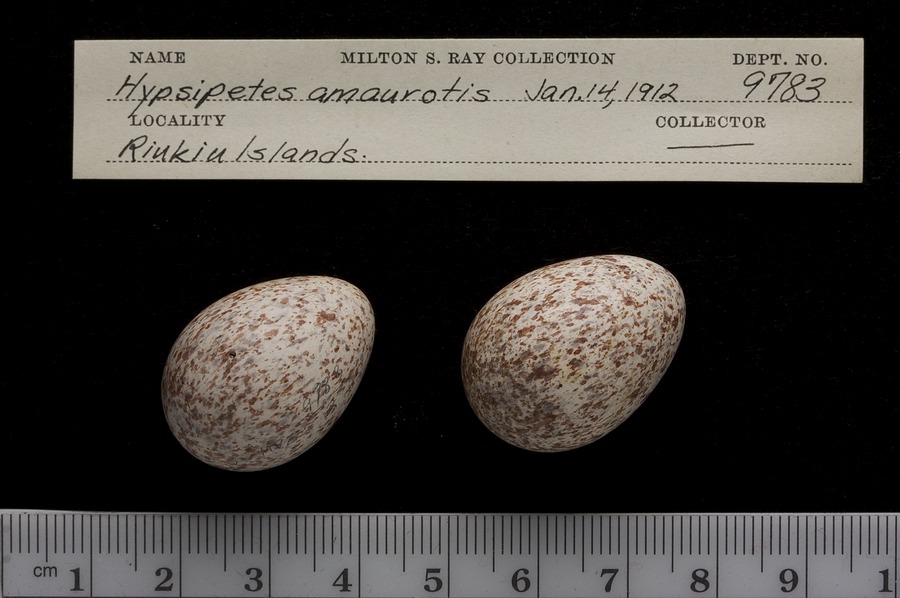 NAME MILTON S. RAY COLLECTION DEPT. NO.
Hypsipetes amaurotis Jan. 14, 1912 9783
LOCALITY COLLECTOR
Riukiu Islands.
cm 1 2 3 4 5 6 7 8 9 1